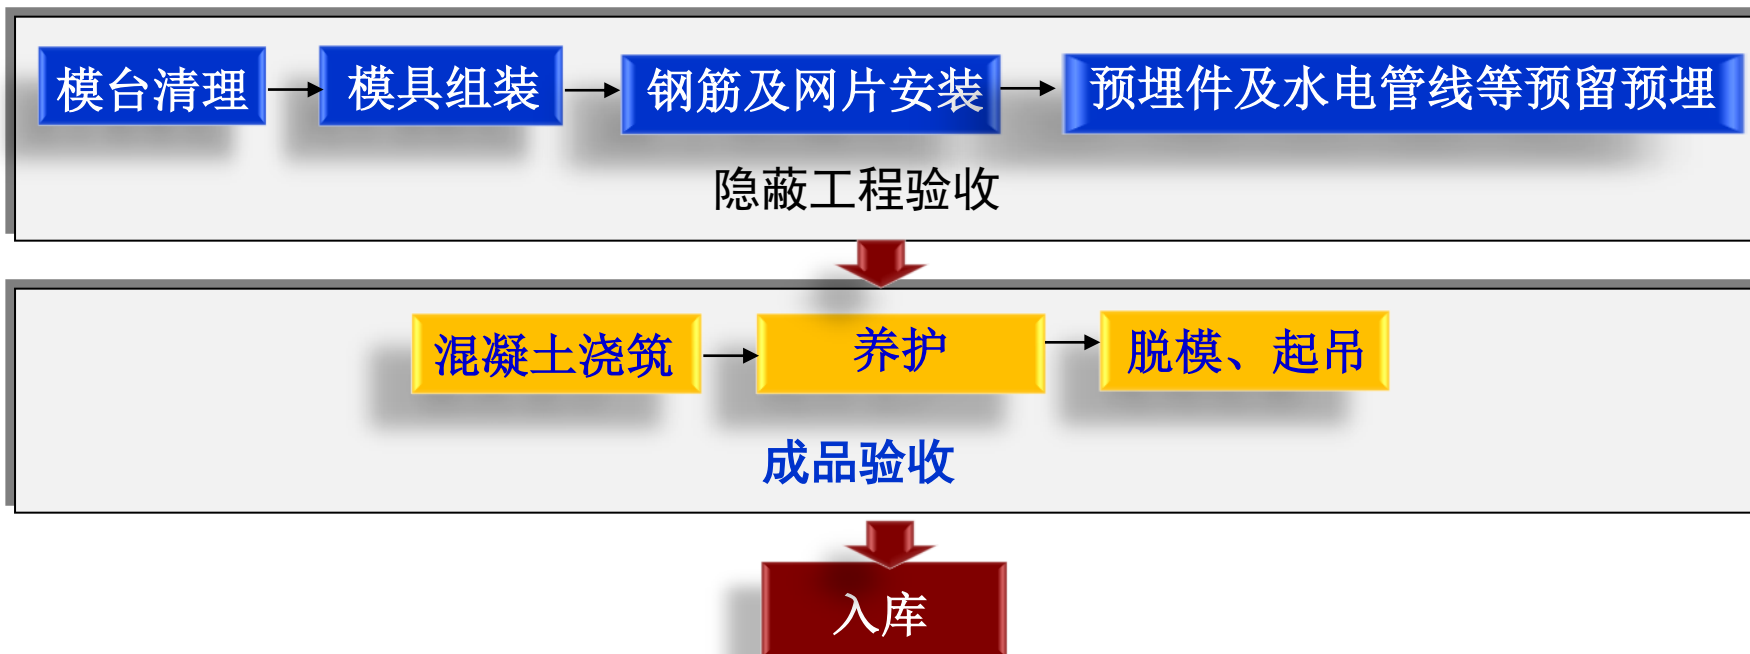 模台清理
模具组装
钢筋及网片安装
预埋件及水电管线等预留预埋
隐蔽工程验收
混凝土浇筑
养护
脱模、起吊
成品验收
入库